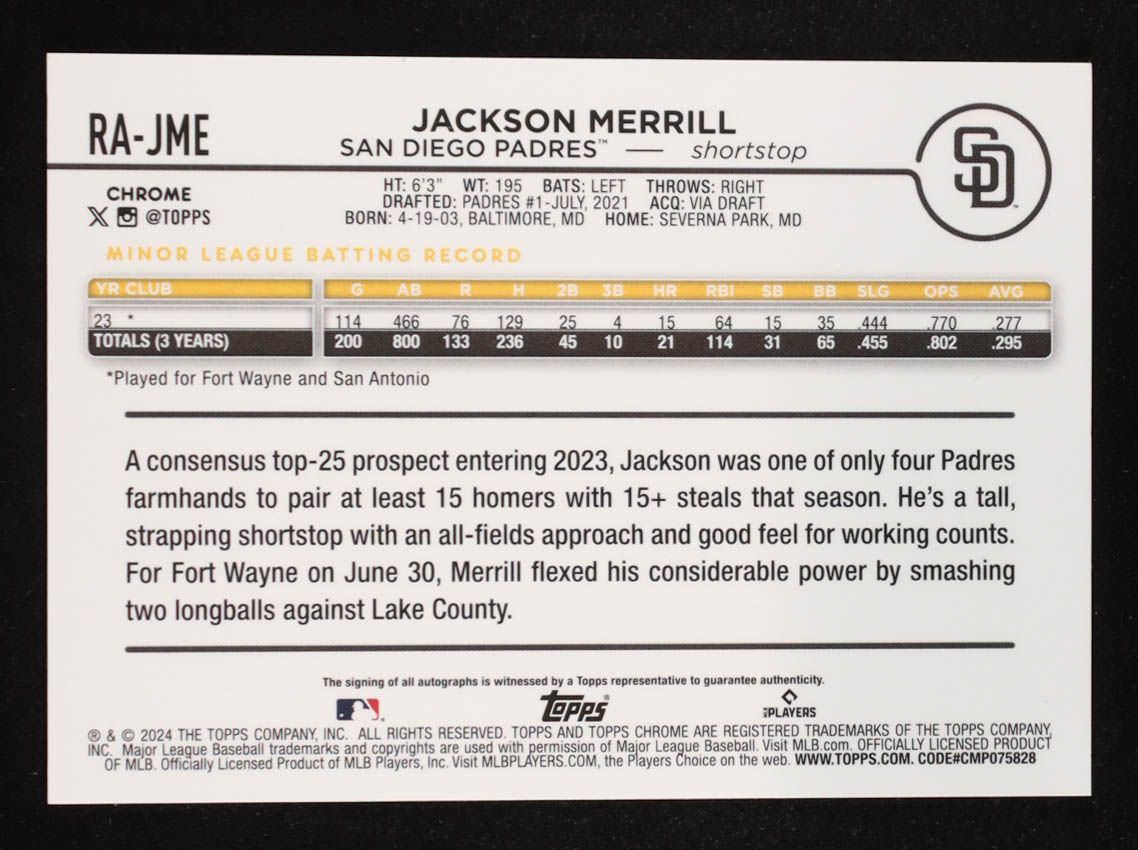 RA-JME
JACKSON MERRILL
SAN DIEGO PADRES™ — shortstop
SD
CHROME
@TOPPS
HT: 6'3" WT: 195 BATS: LEFT THROWS: RIGHT
DRAFTED: PADRES #1-JULY, 2021 ACQ: VIA DRAFT
BORN: 4-19-03, BALTIMORE, MD HOME: SEVERNA PARK, MD
MINOR LEAGUE BATTING RECORD
YR CLUB G AB R H 2B 3B HR RBI SB BB SLG OPS AVG
23 * 114 466 76 129 25 4 15 64 15 35 .444 .770 .277
TOTALS (3 YEARS) 200 800 133 236 45 10 21 114 31 65 .455 .802 .295
*Played for Fort Wayne and San Antonio
A consensus top-25 prospect entering 2023, Jackson was one of only four Padres
farmhands to pair at least 15 homers with 15+ steals that season. He's a tall,
strapping shortstop with an all-fields approach and good feel for working counts.
For Fort Wayne on June 30, Merrill flexed his considerable power by smashing
two longballs against Lake County.
The signing of all autographs is witnessed by a Topps representative to guarantee authenticity.
Topps®
MLB PLAYERS
® & © 2024 THE TOPPS COMPANY, INC. ALL RIGHTS RESERVED. TOPPS AND TOPPS CHROME ARE REGISTERED TRADEMARKS OF THE TOPPS COMPANY,
INC. Major League Baseball trademarks and copyrights are used with permission of Major League Baseball. Visit MLB.com. OFFICIALLY LICENSED PRODUCT
OF MLB. Officially Licensed Product of MLB Players, Inc. Visit MLBPLAYERS.COM, the Players Choice on the web. WWW.TOPPS.COM. CODE#CMP075828